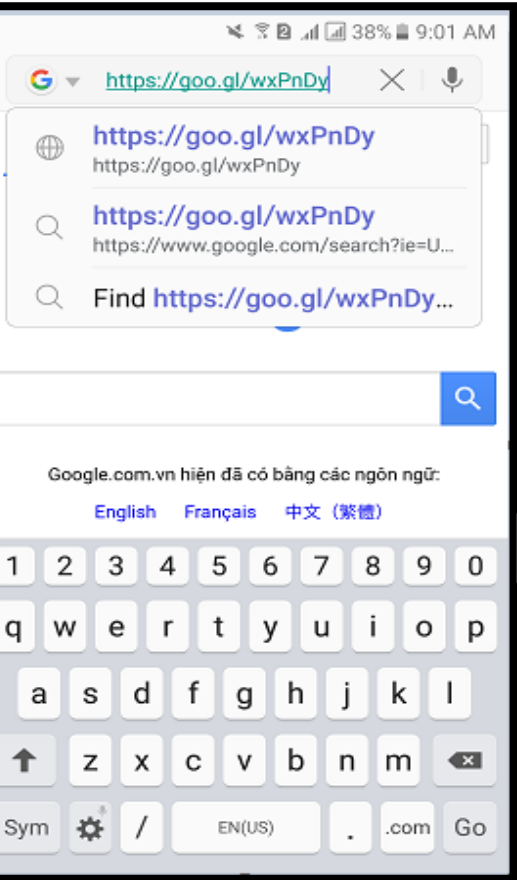 2 38% 9:01 AM
G https://goo.gl/wxPnDy
https://goo.gl/wxPnDy
https://goo.gl/wxPnDy
https://goo.gl/wxPnDy
https://www.google.com/search?ie=U...
Find https://goo.gl/wxPnDy...
Google.com.vn hiện đã có bằng các ngôn ngữ:
English Français 中文 (繁體)
1 2 3 4 5 6 7 8 9 0
q w e r t y u i o p
a s d f g h j k l
z x c v b n m
Sym / EN(US) . .com Go